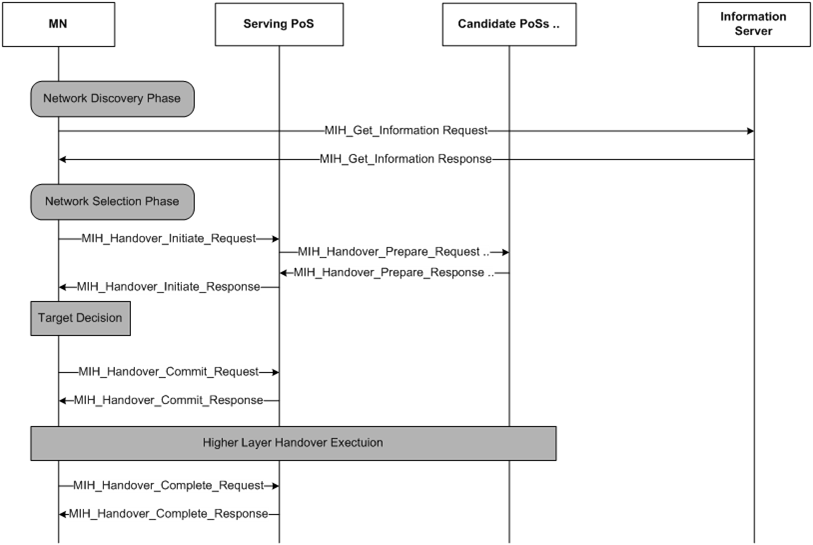 MN
Serving PoS
Candidate PoSs ..
Information
Server
Network Discovery Phase
MIH_Get_Information Request
MIH_Get_Information Response
Network Selection Phase
MIH_Handover_Initiate_Request
MIH_Handover_Prepare_Request ..
MIH_Handover_Prepare_Response ..
MIH_Handover_Initiate_Response
Target Decision
MIH_Handover_Commit_Request
MIH_Handover_Commit_Response
Higher Layer Handover Exectuion
MIH_Handover_Complete_Request
MIH_Handover_Complete_Response